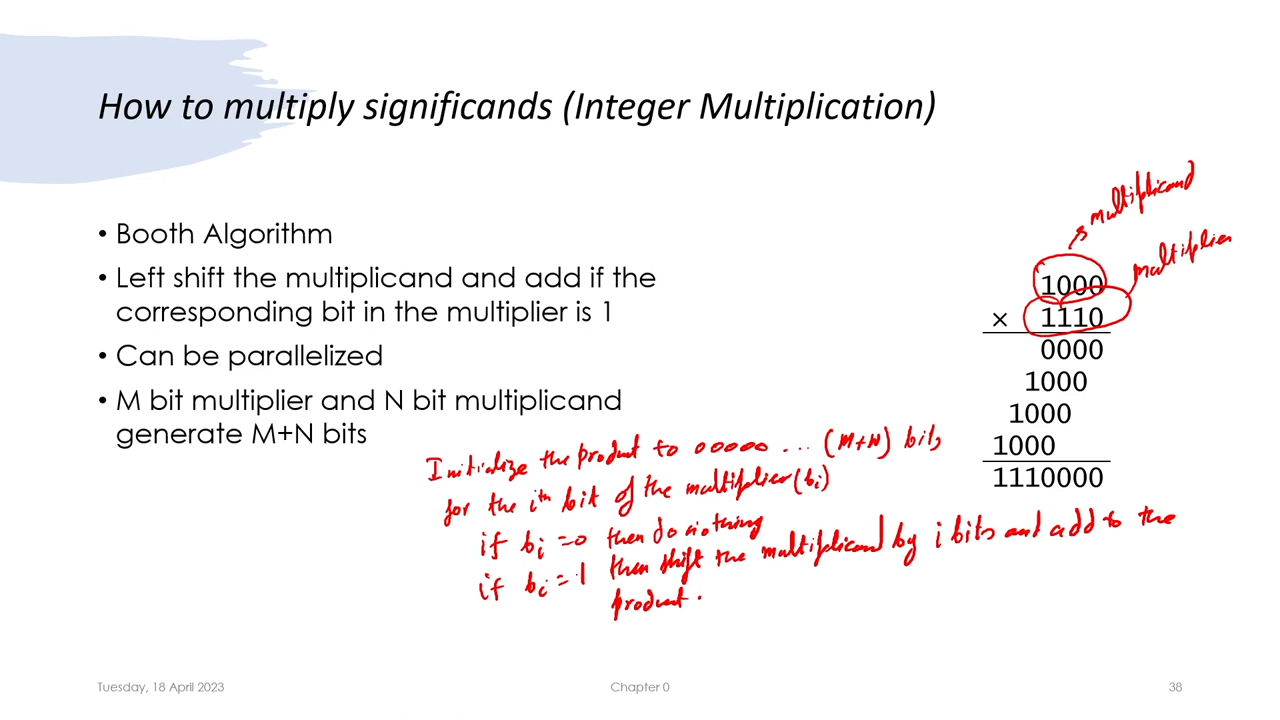 How to multiply significands (Integer Multiplication)
• Booth Algorithm
• Left shift the multiplicand and add if the
corresponding bit in the multiplier is 1
• Can be parallelized
• M bit multiplier and N bit multiplicand
generate M+N bits
multiplicand
multiplier
1000
× 1110
0000
1000
1000
1000
1110000
Initialize the product to 00000 ... (M+N) bits
for the ith bit of the multiplier (bi)
if bi = 0 then do nothing
if bi = 1 then shift the multiplicand by i bits and add to the
product.
Tuesday, 18 April 2023
Chapter 0
38